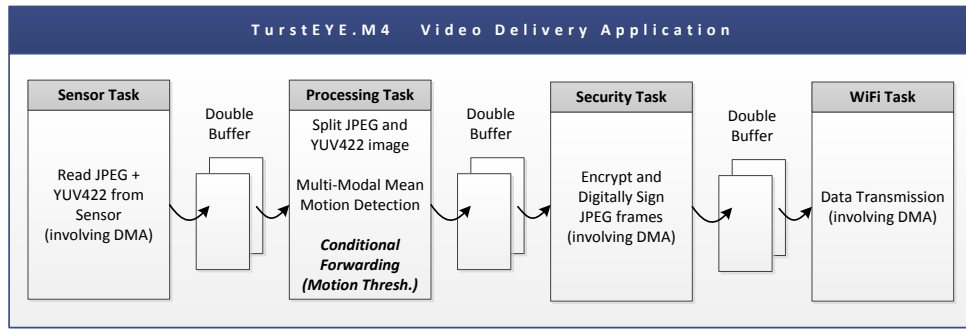 TurstEYE.M4 Video Delivery Application
Sensor Task
Read JPEG +
YUV422 from
Sensor
(involving DMA)
Double
Buffer
Processing Task
Split JPEG and
YUV422 image
Multi-Modal Mean
Motion Detection
Conditional
Forwarding
(Motion Thresh.)
Double
Buffer
Security Task
Encrypt and
Digitally Sign
JPEG frames
(involving DMA)
Double
Buffer
WiFi Task
Data Transmission
(involving DMA)